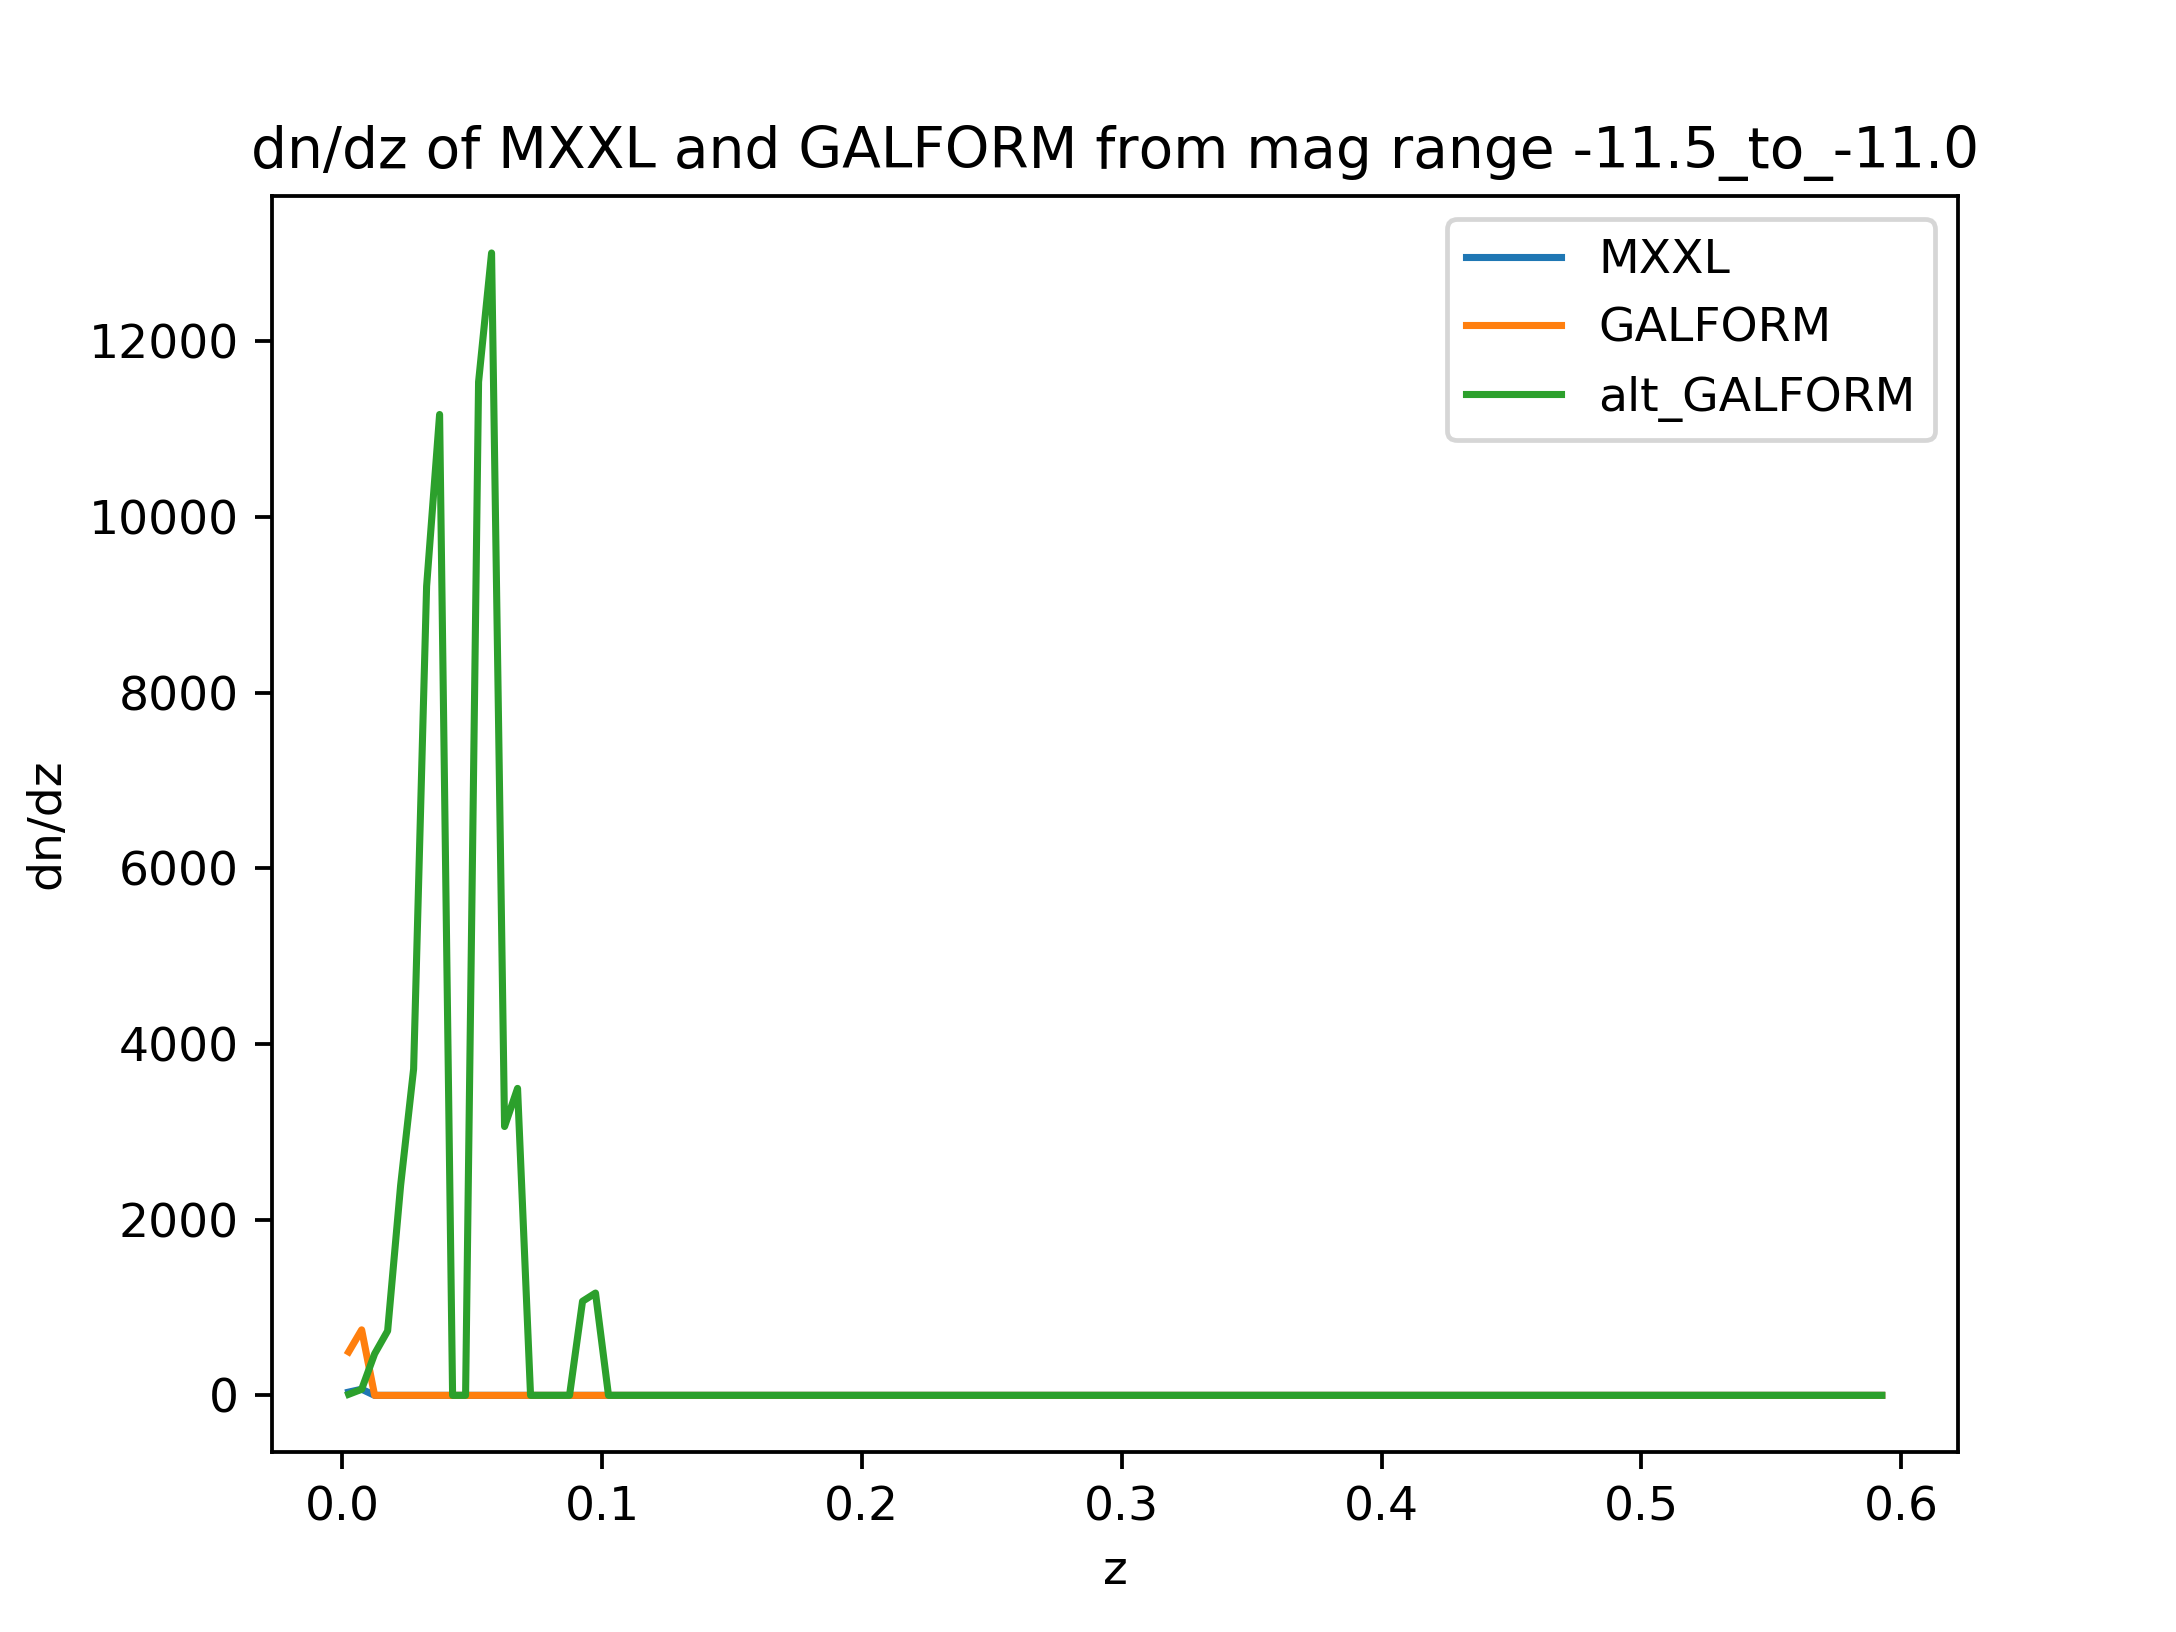 dn/dz of MXXL and GALFORM from mag range -11.5_to_-11.0
MXXL
GALFORM
alt_GALFORM
12000
10000
8000
6000
4000
2000
0
dn/dz
0.0 0.1 0.2 0.3 0.4 0.5 0.6
z